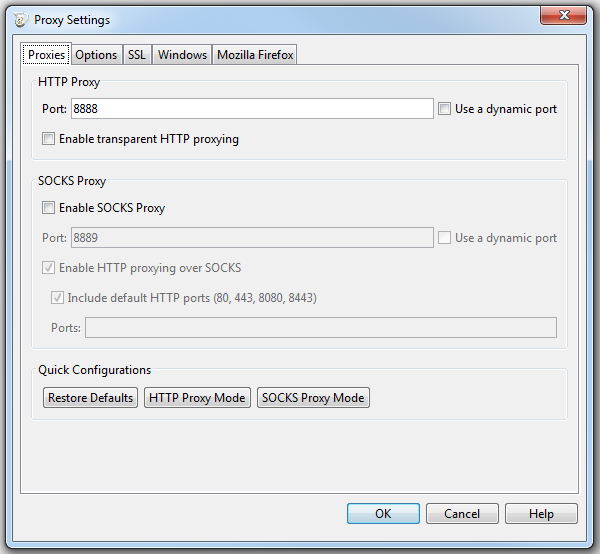 Proxy Settings
Proxies Options SSL Windows Mozilla Firefox
HTTP Proxy
Port: 8888 Use a dynamic port
Enable transparent HTTP proxying
SOCKS Proxy
Enable SOCKS Proxy
Port: 8889 Use a dynamic port
Enable HTTP proxying over SOCKS
Include default HTTP ports (80, 443, 8080, 8443)
Ports:
Quick Configurations
Restore Defaults HTTP Proxy Mode SOCKS Proxy Mode
OK Cancel Help